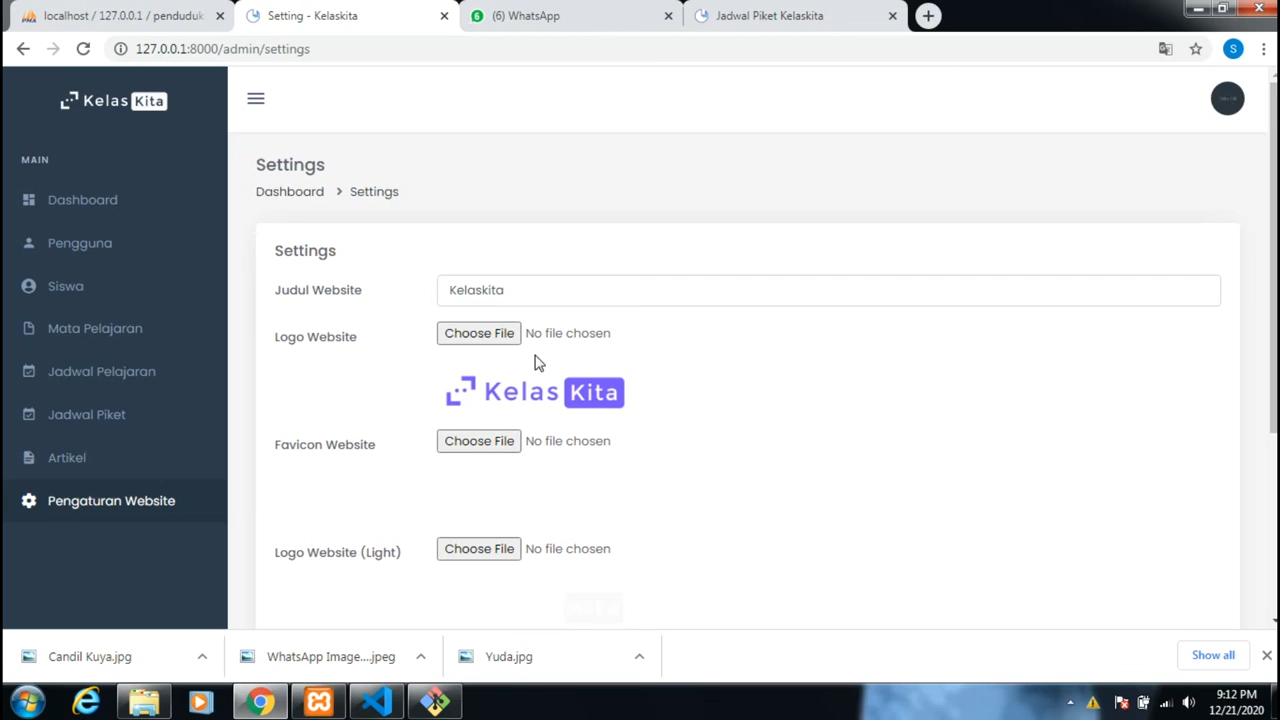 localhost / 127.0.0.1 / penduduk
Setting - Kelaskita
6
(6) WhatsApp
Jadwal Piket Kelaskita
127.0.0.1:8000/admin/settings
S
Kelas Kita
MAIN
Dashboard
Pengguna
Siswa
Mata Pelajaran
Jadwal Pelajaran
Jadwal Piket
Artikel
Pengaturan Website
Settings
Dashboard > Settings
Settings
Judul Website
Kelaskita
Logo Website
Choose File No file chosen
Kelas Kita
Favicon Website
Choose File No file chosen
Logo Website (Light)
Choose File No file chosen
Candil Kuya.jpg
WhatsApp Image....jpeg
Yuda.jpg
Show all
9:12 PM
12/21/2020